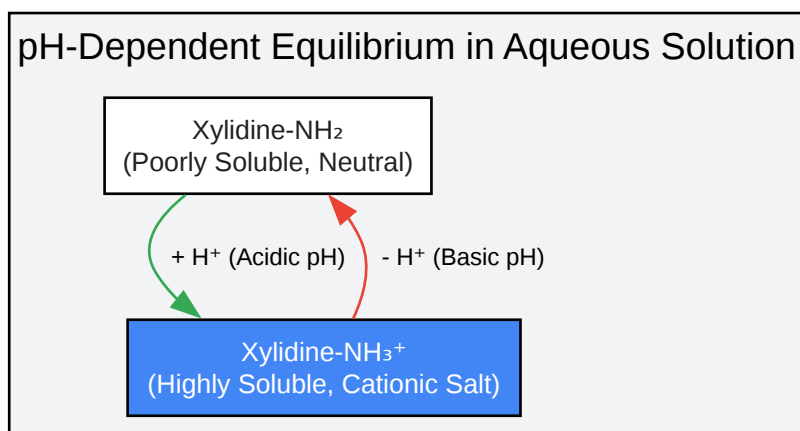 pH-Dependent Equilibrium in Aqueous Solution
Xylidine-NH₂
(Poorly Soluble, Neutral)
+ H⁺ (Acidic pH)
- H⁺ (Basic pH)
Xylidine-NH₃⁺
(Highly Soluble, Cationic Salt)